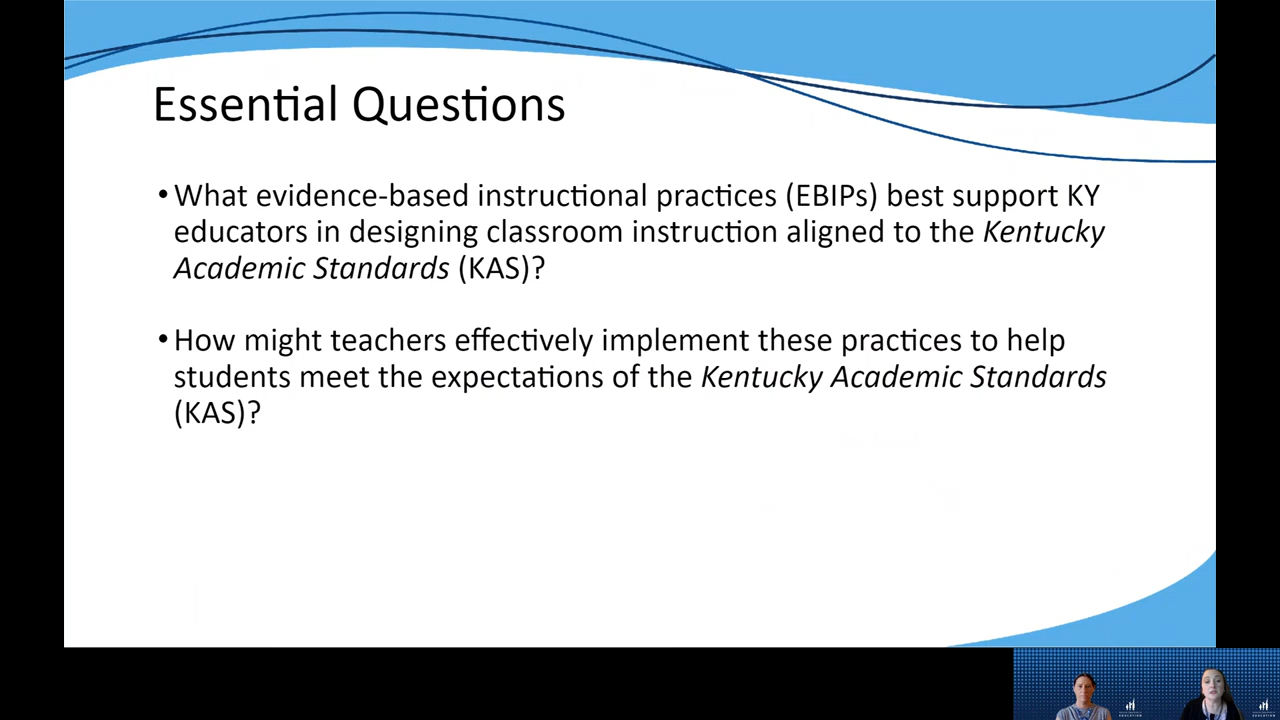 Essential Questions
•What evidence-based instructional practices (EBIPs) best support KY
educators in designing classroom instruction aligned to the Kentucky
Academic Standards (KAS)?
•How might teachers effectively implement these practices to help
students meet the expectations of the Kentucky Academic Standards
(KAS)?